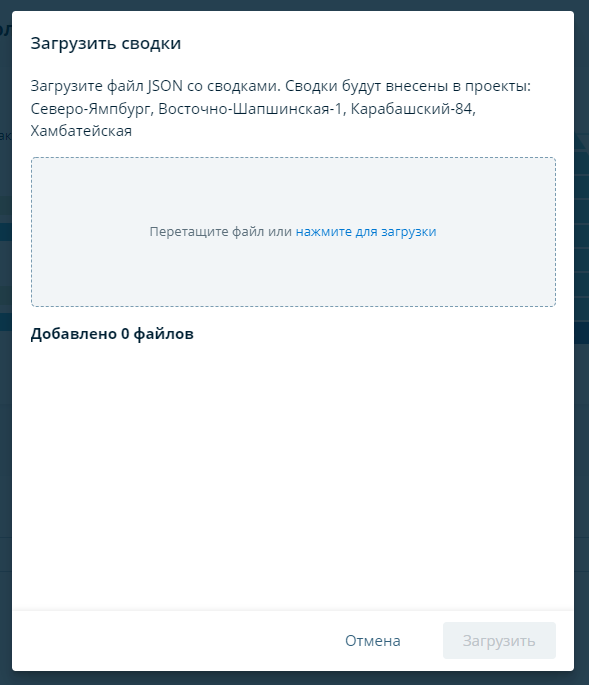 Загрузить сводки
Загрузите файл JSON со сводками. Сводки будут внесены в проекты:
Северо-Ямпбург, Восточно-Шапшинская-1, Карабашский-84,
Хамбатейская
Перетащите файл или нажмите для загрузки
Добавлено 0 файлов
Отмена
Загрузить